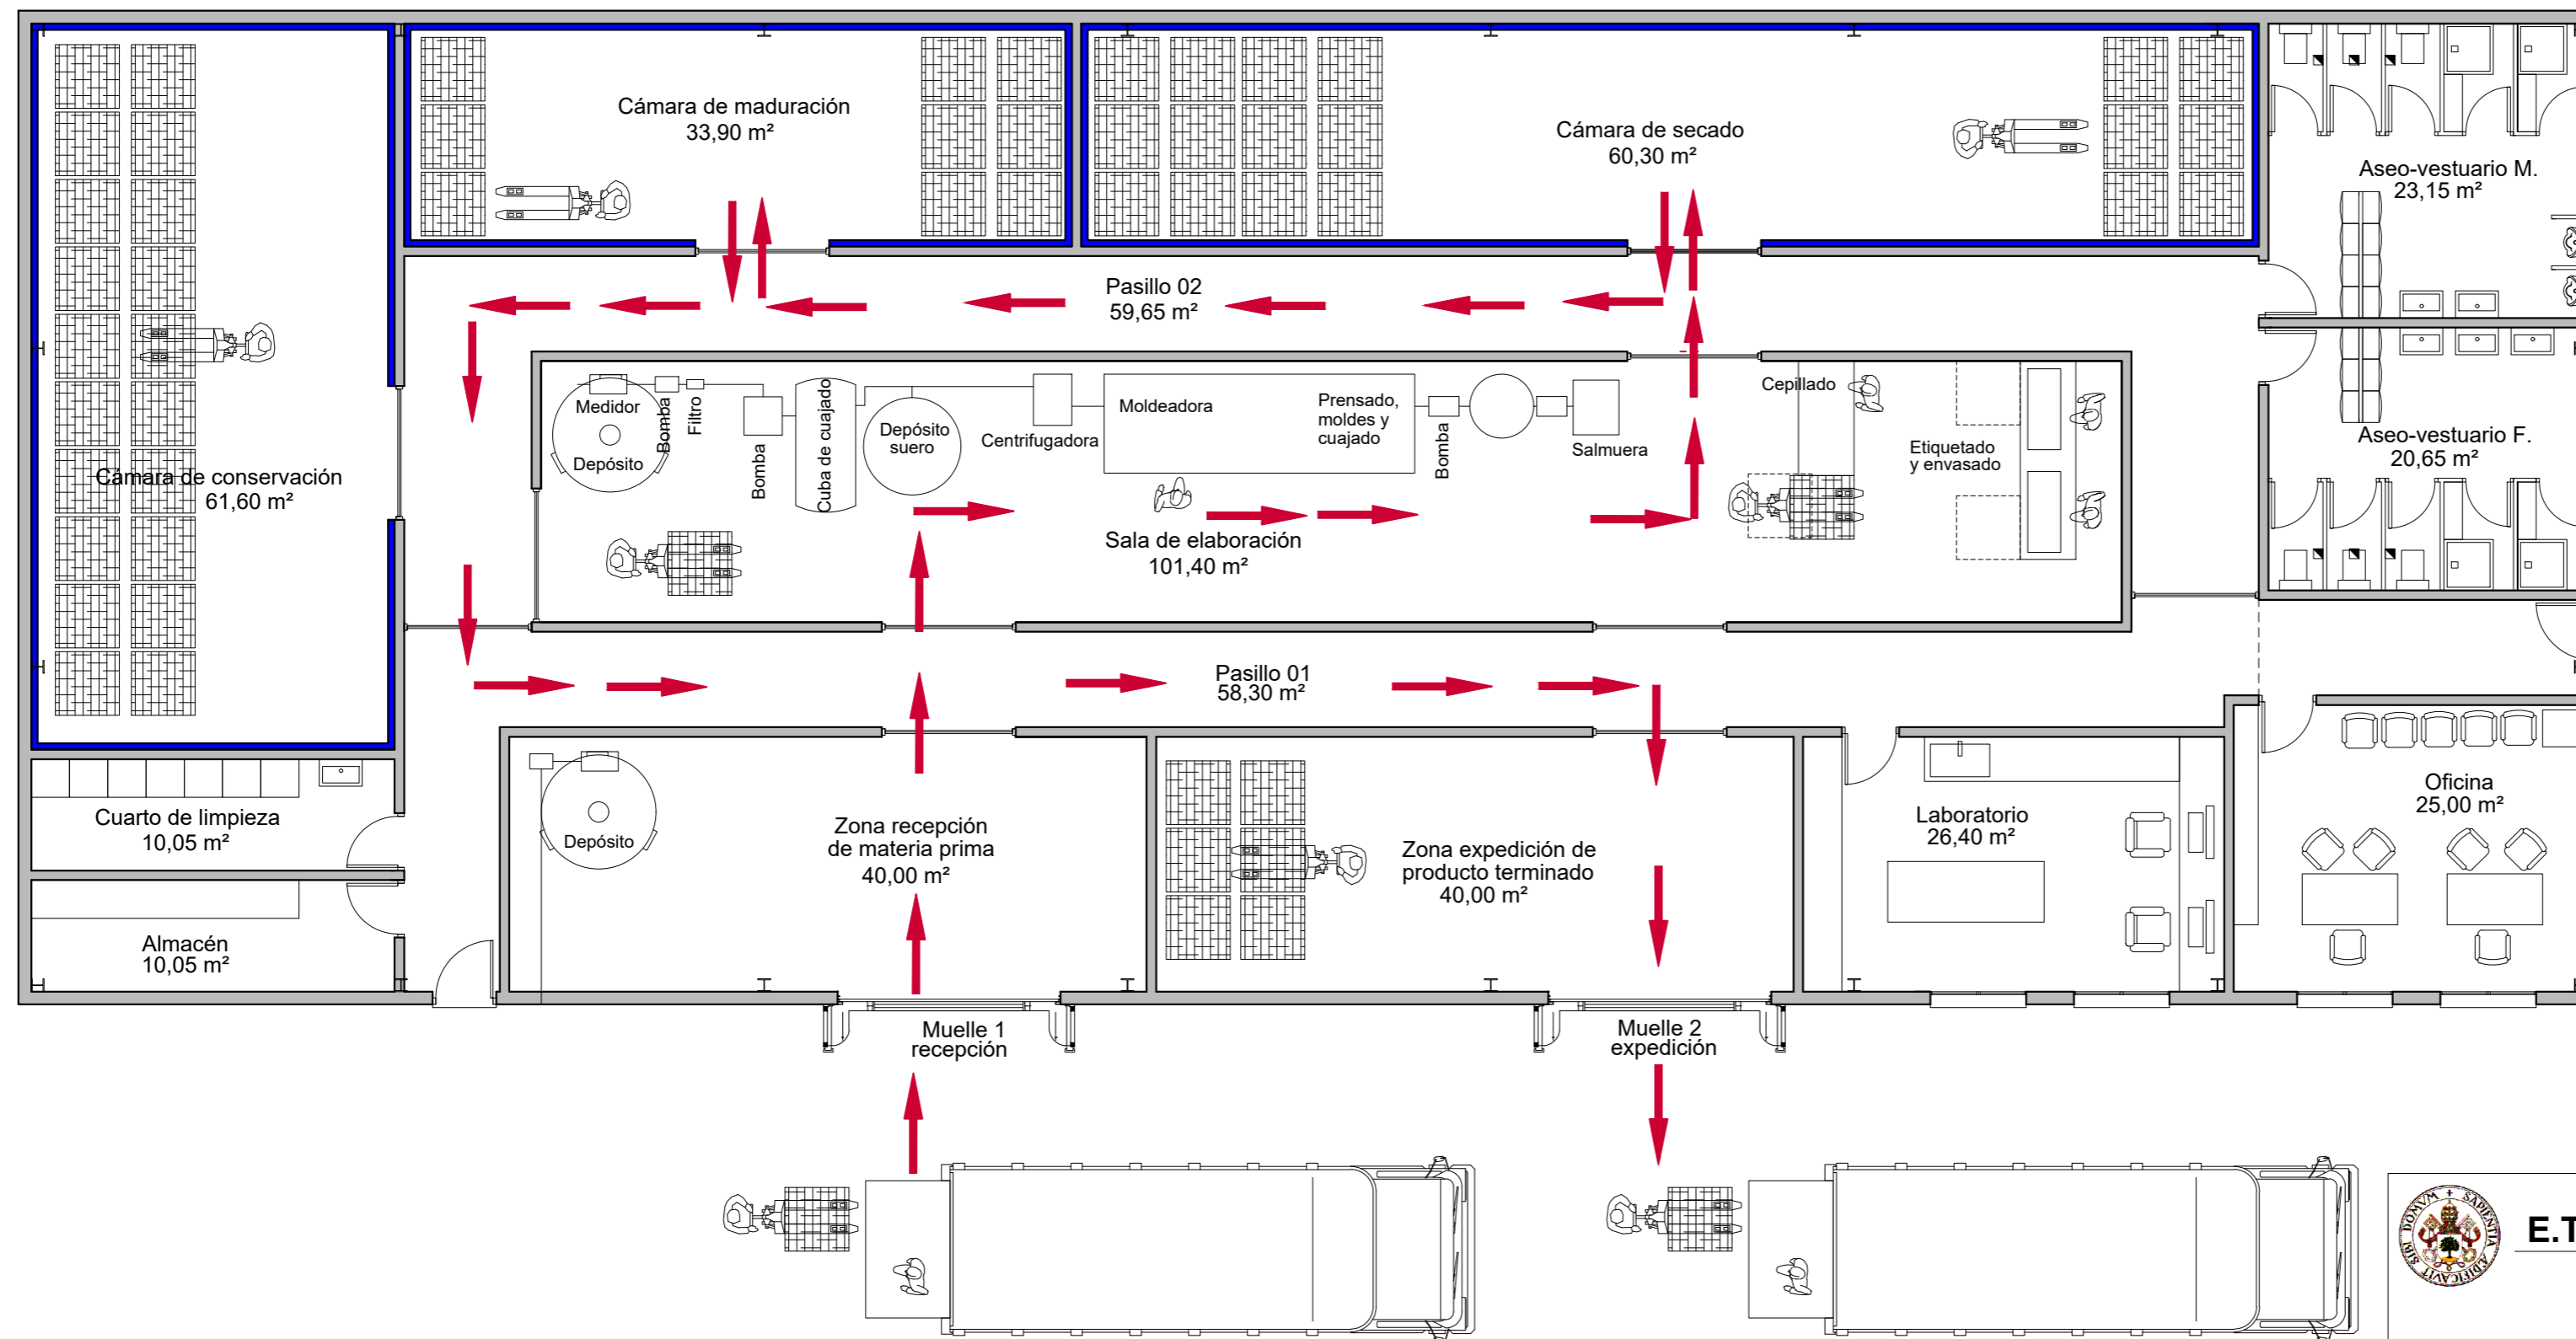 Cámara de maduración
33,90 m²
Cámara de secado
60,30 m²
Aseo-vestuario M.
23,15 m²
Pasillo 02
59,65 m²
Medidor
Depósito
Bomba
Filtro
Bomba
Cuba de cuajado
Depósito
suero
Centrifugadora
Moldeadora
Prensado,
moldes y
cuajado
Bomba
Salmuera
Cepillado
Etiquetado
y envasado
Aseo-vestuario F.
20,65 m²
Cámara de conservación
61,60 m²
Sala de elaboración
101,40 m²
Pasillo 01
58,30 m²
Cuarto de limpieza
10,05 m²
Depósito
Zona recepción
de materia prima
40,00 m²
Zona expedición de
producto terminado
40,00 m²
Laboratorio
26,40 m²
Oficina
25,00 m²
Almacén
10,05 m²
Muelle 1
recepción
Muelle 2
expedición
SIBI DOMVM SAPIENTIA ÆDIFICAVIT
E.T